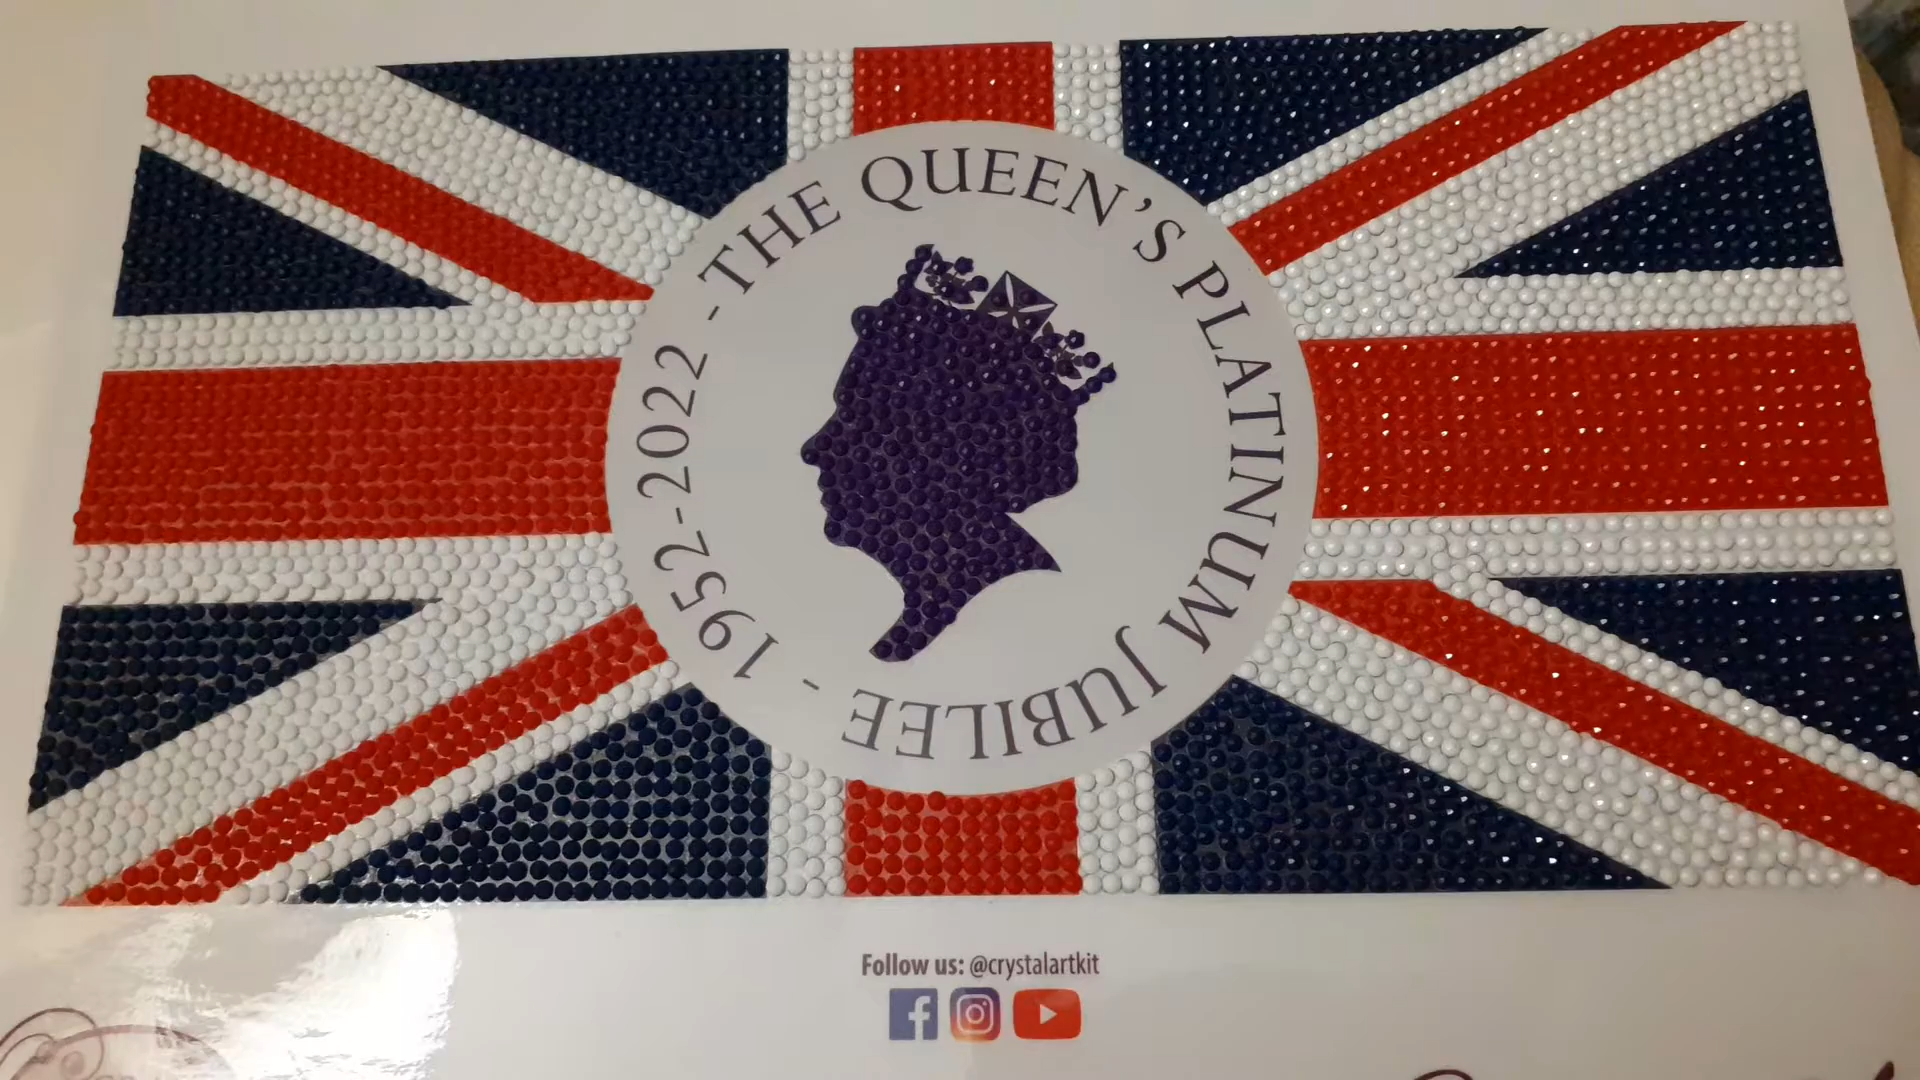 THE QUEEN'S PLATINUM JUBILEE - 1952-2022 -
Follow us: @crystalartkit